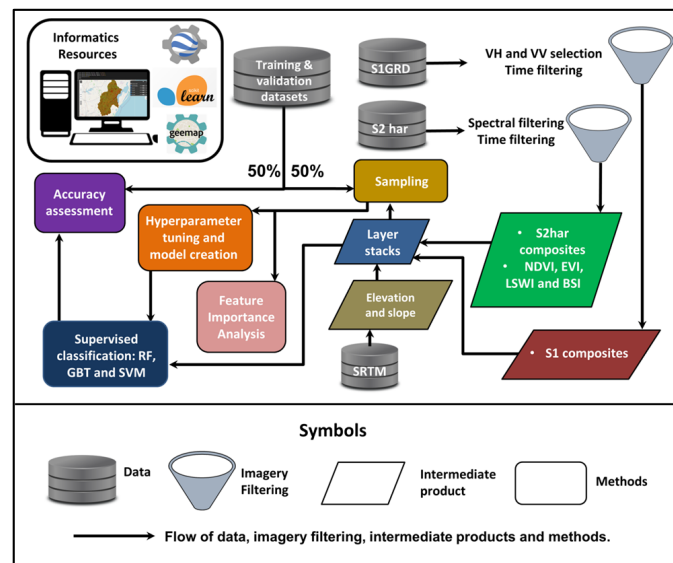 Informatics
Resources
learn
geemap
Training &
validation
datasets
S1GRD
VH and VV selection
Time filtering
S2 har
Spectral filtering
Time filtering
50%
50%
Accuracy
assessment
Sampling
Hyperparameter
tuning and
model creation
Layer
stacks
• S2har
composites
• NDVI, EVI,
LSWI and BSI
Feature
Importance
Analysis
Elevation
and slope
Supervised
classification: RF,
GBT and SVM
SRTM
• S1 composites
Symbols
Data
Imagery
Filtering
Intermediate
product
Methods
Flow of data, imagery filtering, intermediate products and methods.